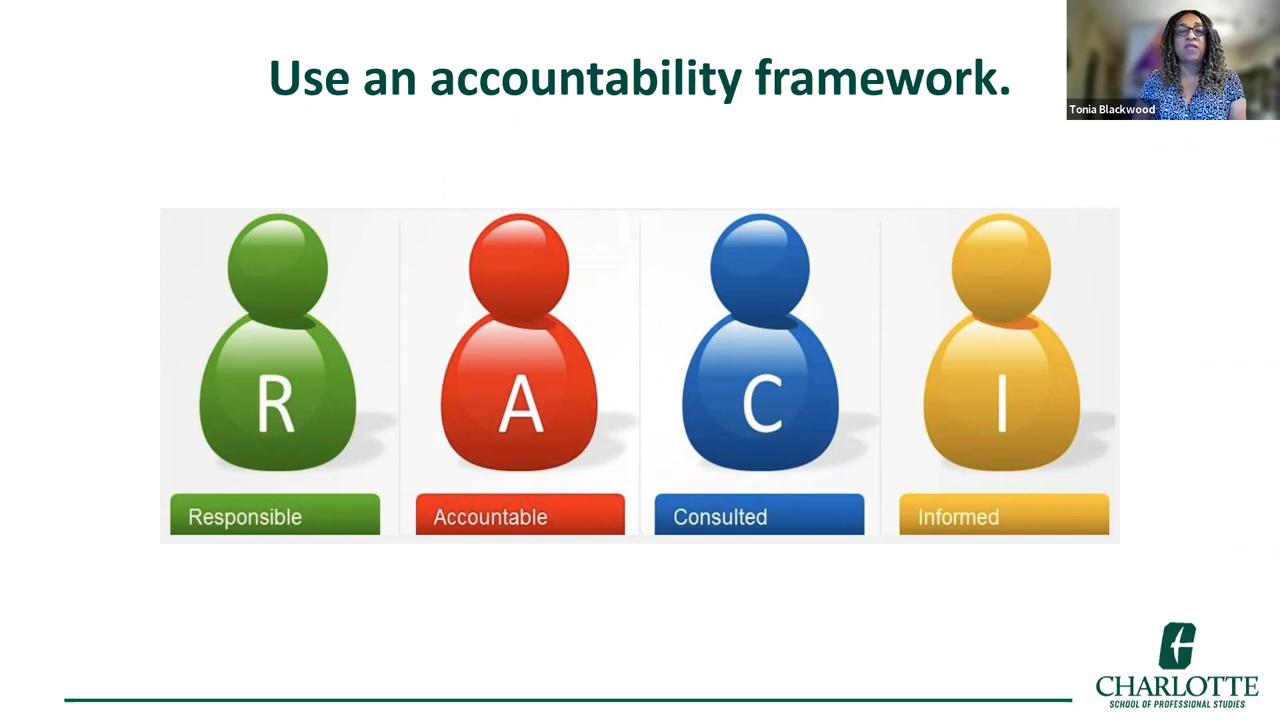 Use an accountability framework.
Tonia Blackwood
R
A
C
I
Responsible
Accountable
Consulted
Informed
CHARLOTTE
SCHOOL OF PROFESSIONAL STUDIES